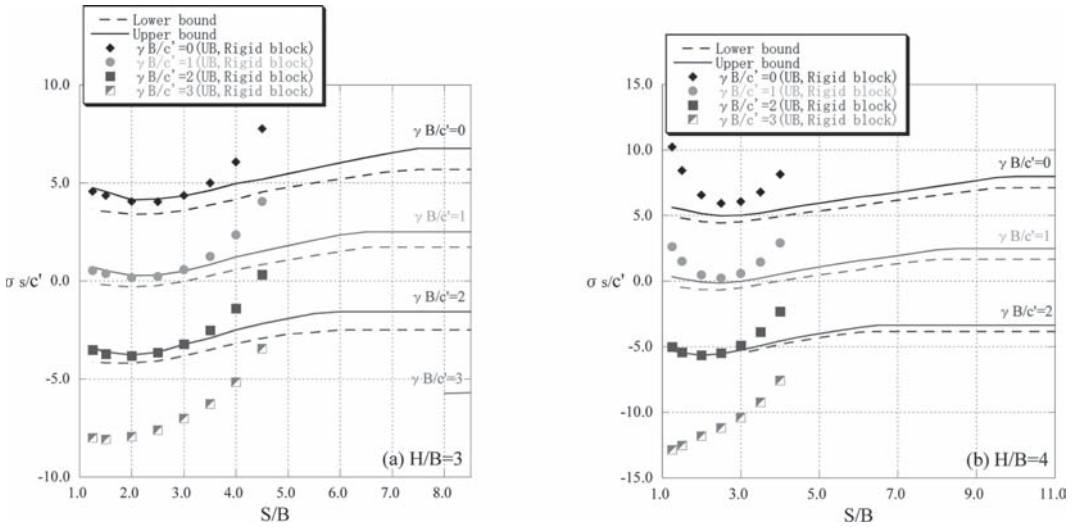 Lower bound
Upper bound
γ B/c'=0(UB, Rigid block)
γ B/c'=1(UB, Rigid block)
γ B/c'=2(UB, Rigid block)
γ B/c'=3(UB, Rigid block)
10.0
5.0
0.0
-5.0
-10.0
σ s/c'
γ B/c'=0
γ B/c'=1
γ B/c'=2
γ B/c'=3
(a) H/B=3
1.0 2.0 3.0 4.0 5.0 6.0 7.0 8.0
S/B
Lower bound
Upper bound
γ B/c'=0(UB, Rigid block)
γ B/c'=1(UB, Rigid block)
γ B/c'=2(UB, Rigid block)
γ B/c'=3(UB, Rigid block)
15.0
10.0
5.0
0.0
-5.0
-10.0
-15.0
σ s/c'
γ B/c'=0
γ B/c'=1
γ B/c'=2
(b) H/B=4
1.0 3.0 5.0 7.0 9.0 11.0
S/B